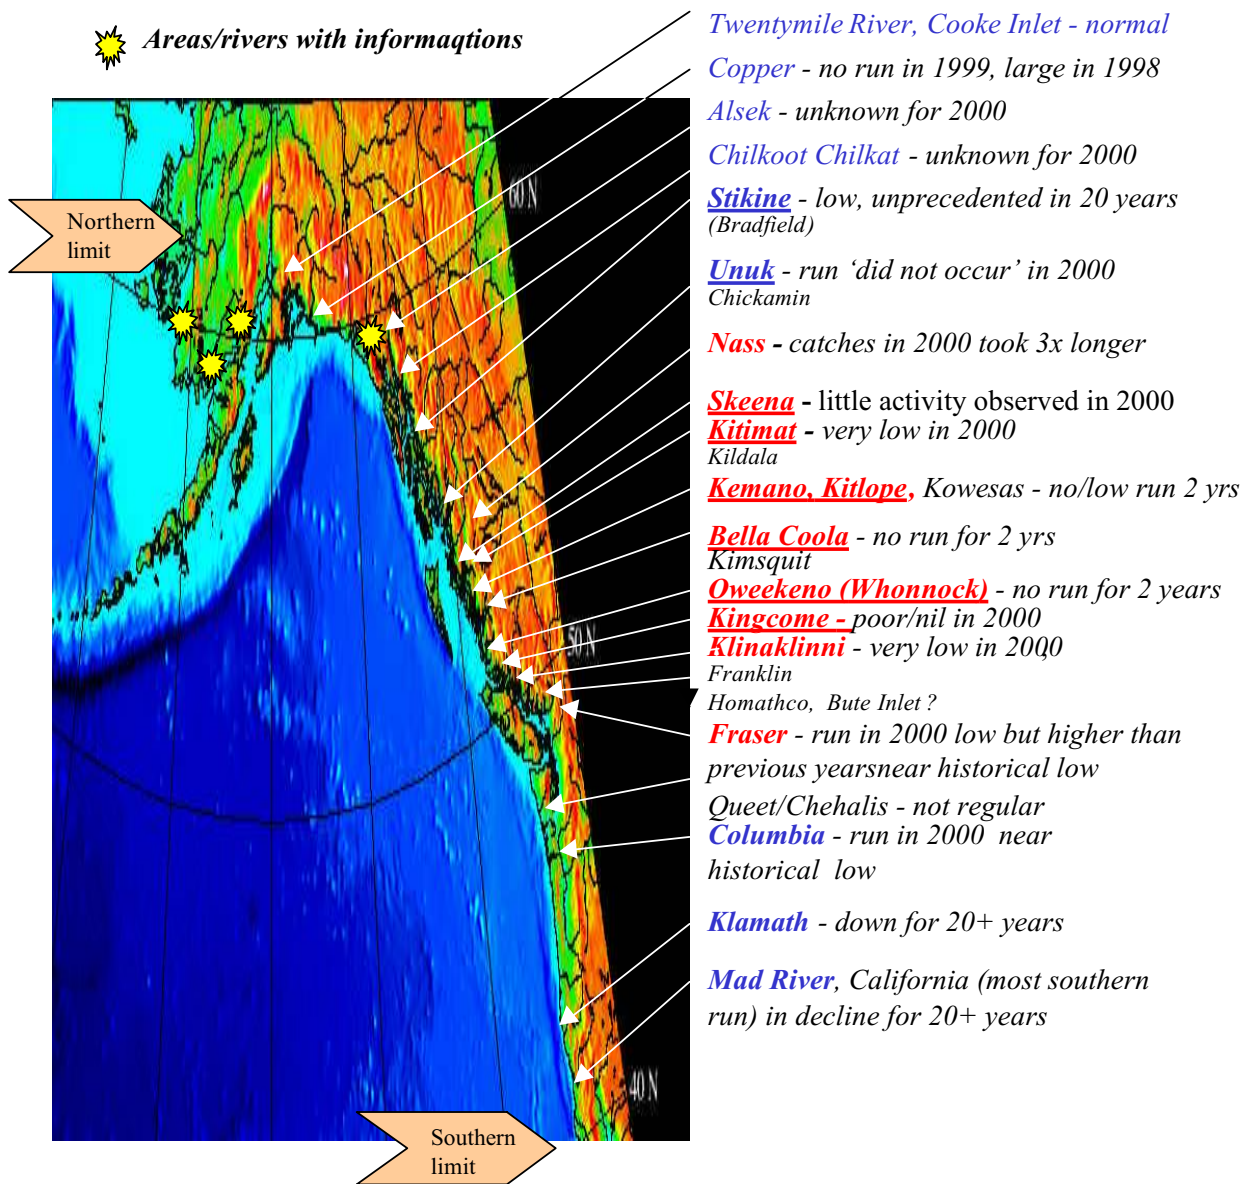 Areas/rivers with informaqtions
Twentymile River, Cooke Inlet - normal
Copper - no run in 1999, large in 1998
Alsek - unknown for 2000
Chilkoot Chilkat - unknown for 2000
Stikine - low, unprecedented in 20 years
(Bradfield)
Unuk - run ‘did not occur’ in 2000
Chickamin
Nass - catches in 2000 took 3x longer
Skeena - little activity observed in 2000
Kitimat - very low in 2000
Kildala
Kemano, Kitlope, Kowesas - no/low run 2 yrs
Bella Coola - no run for 2 yrs
Kimsquit
Oweekeno (Whonnock) - no run for 2 years
Kingcome - poor/nil in 2000
Klinaklinni - very low in 2000,
Franklin
Homathco, Bute Inlet ?
Fraser - run in 2000 low but higher than
previous yearsnear historical low
Queet/Chehalis - not regular
Columbia - run in 2000 near
historical low
Klamath - down for 20+ years
Mad River, California (most southern
run) in decline for 20+ years
Northern
limit
60 N
50 N
40 N
Southern
limit